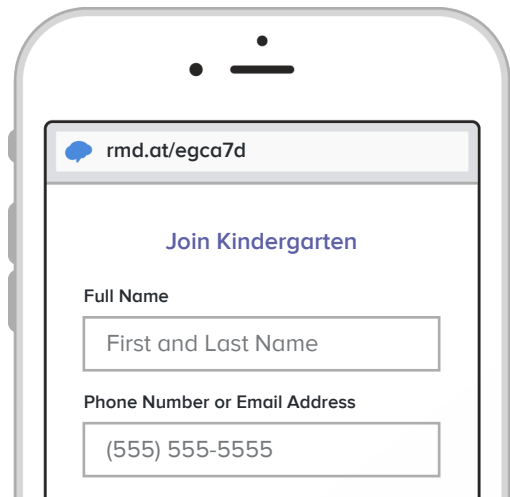 rmd.at/egca7d
Join Kindergarten
Full Name
First and Last Name
Phone Number or Email Address
(555) 555-5555